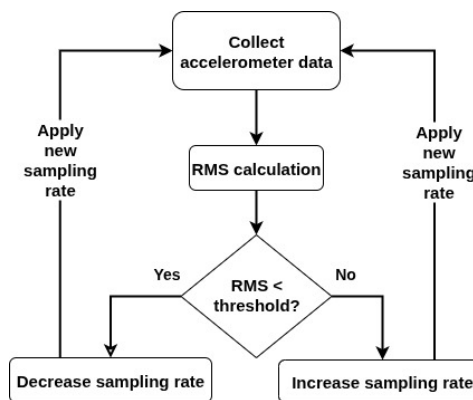 Collect
accelerometer data
Apply
new
sampling
rate
Apply
new
sampling
rate
RMS calculation
Yes
RMS <
threshold?
No
Decrease sampling rate
Increase sampling rate